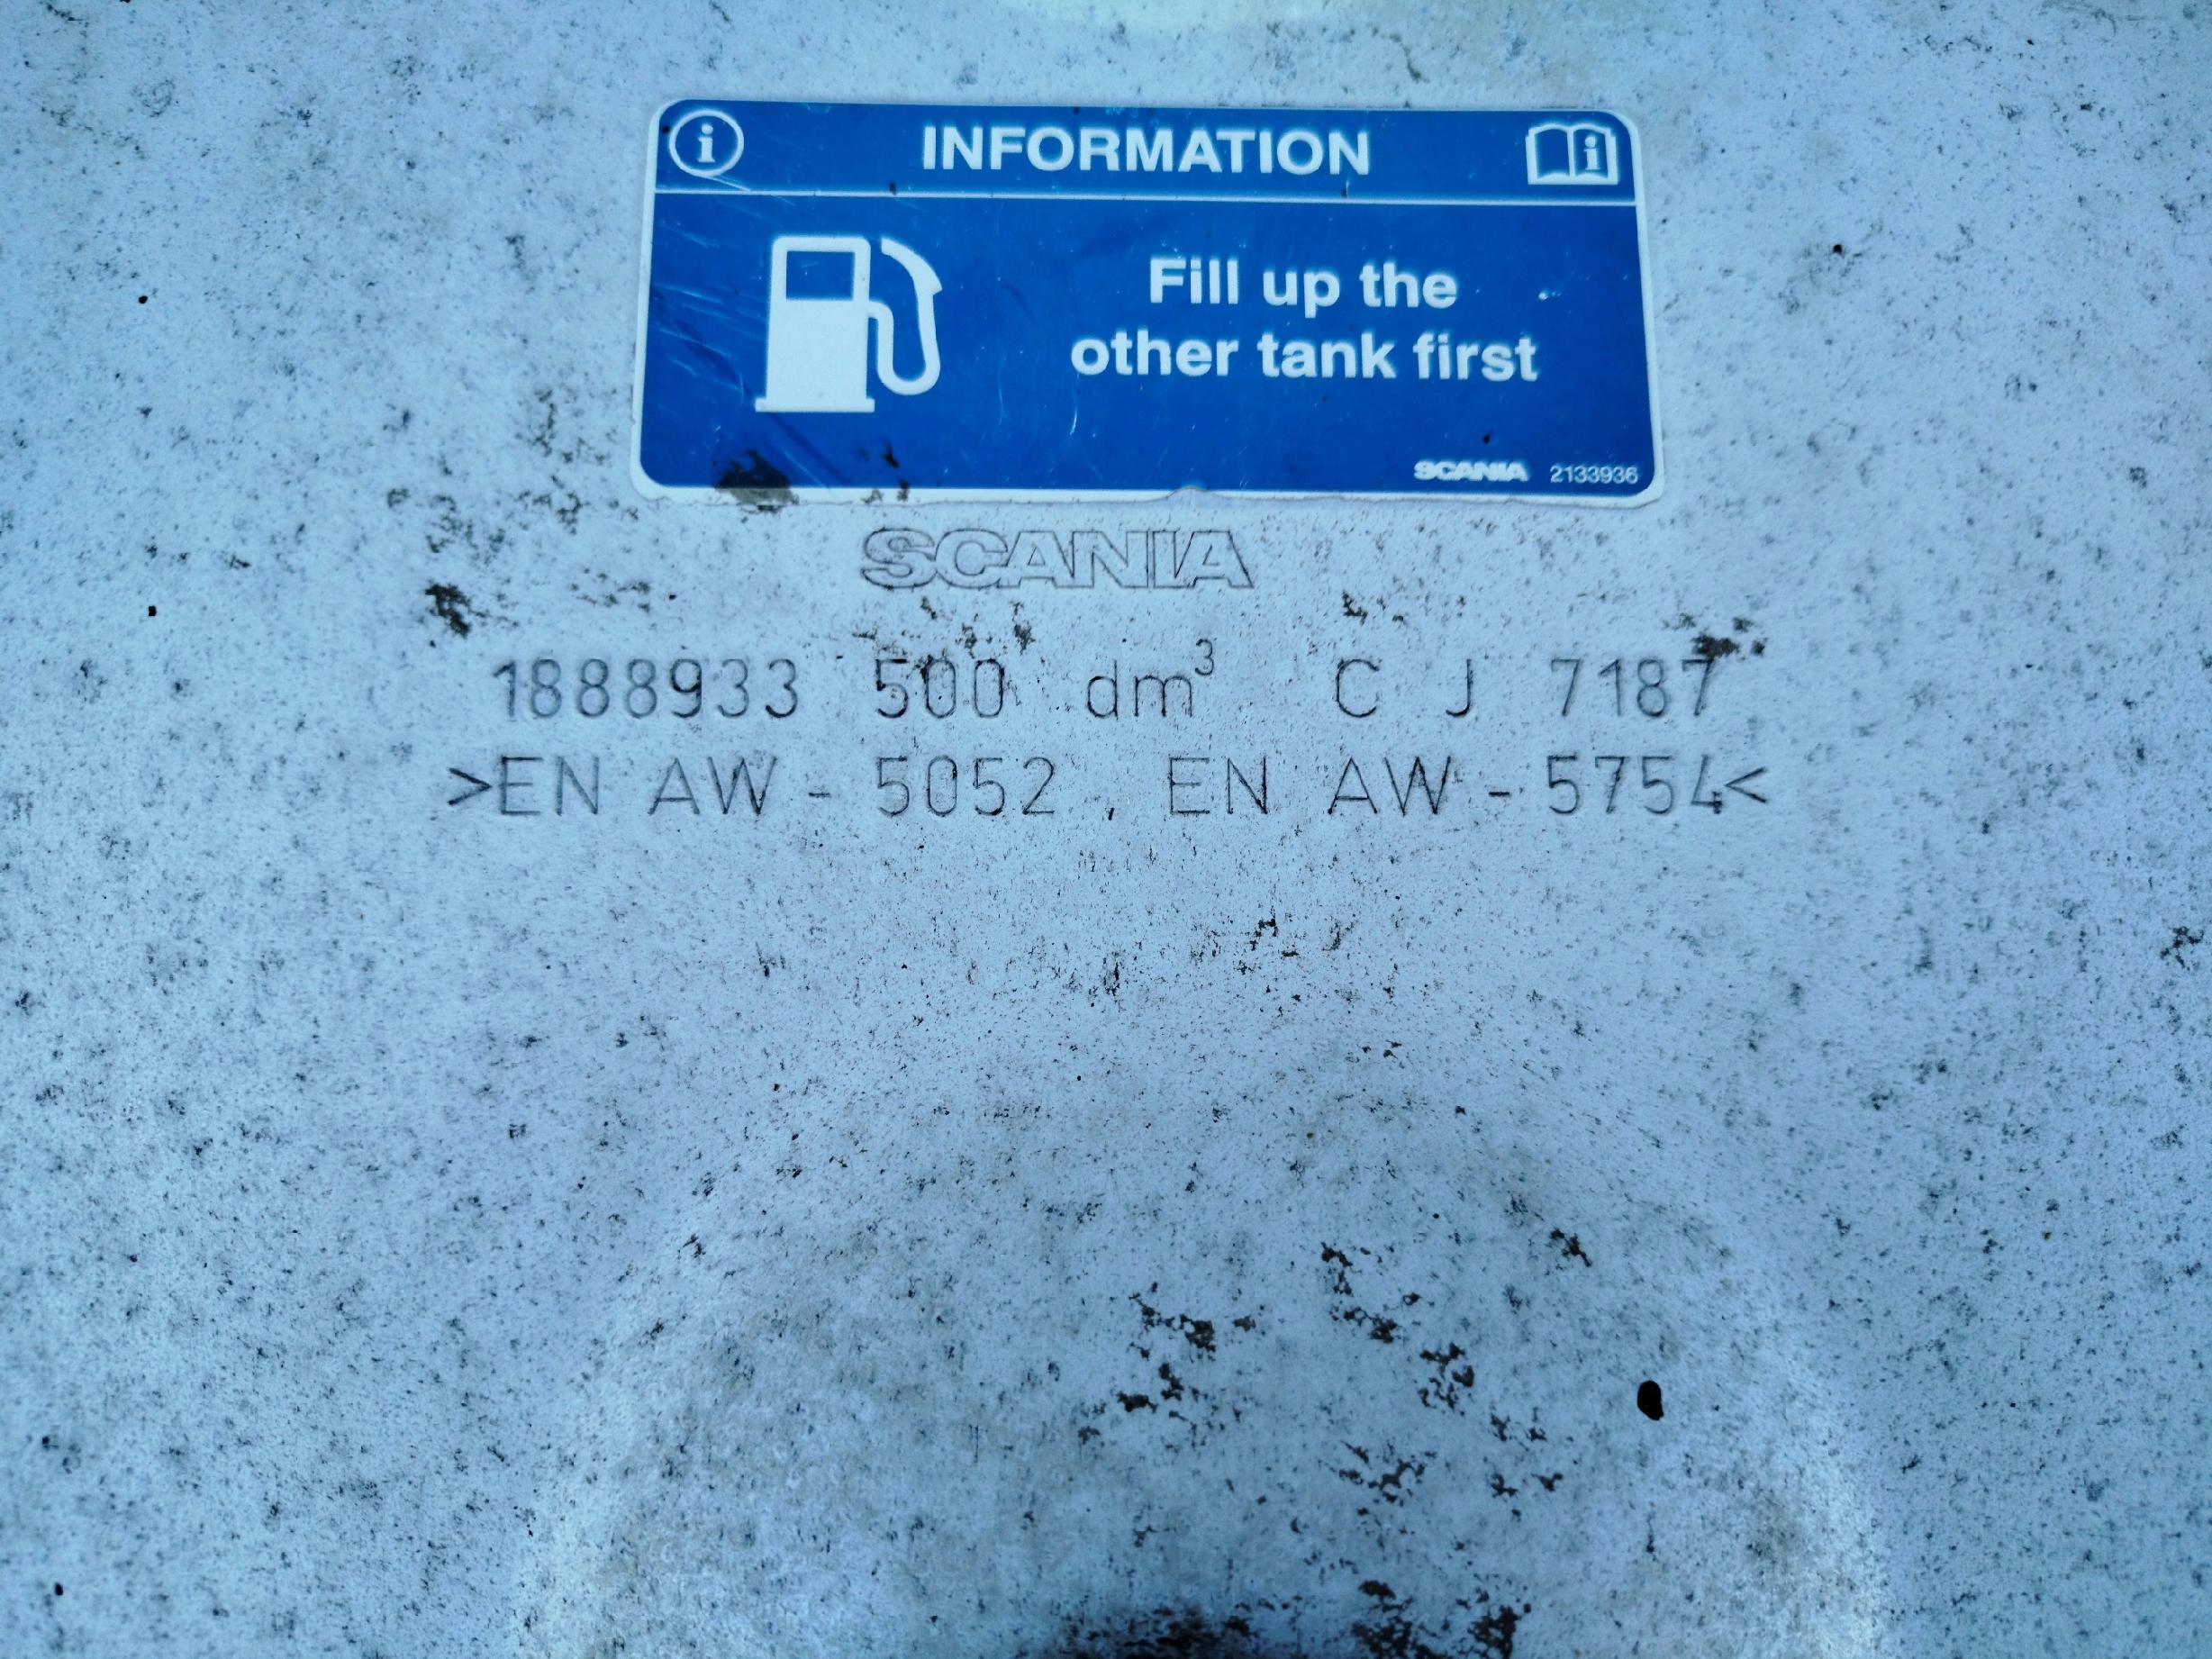 INFORMATION
Fill up the
other tank first
SCANIA 2133936
SCANIA
1888933 500 dm³ C J 7187
>EN AW - 5052 , EN AW - 5754<